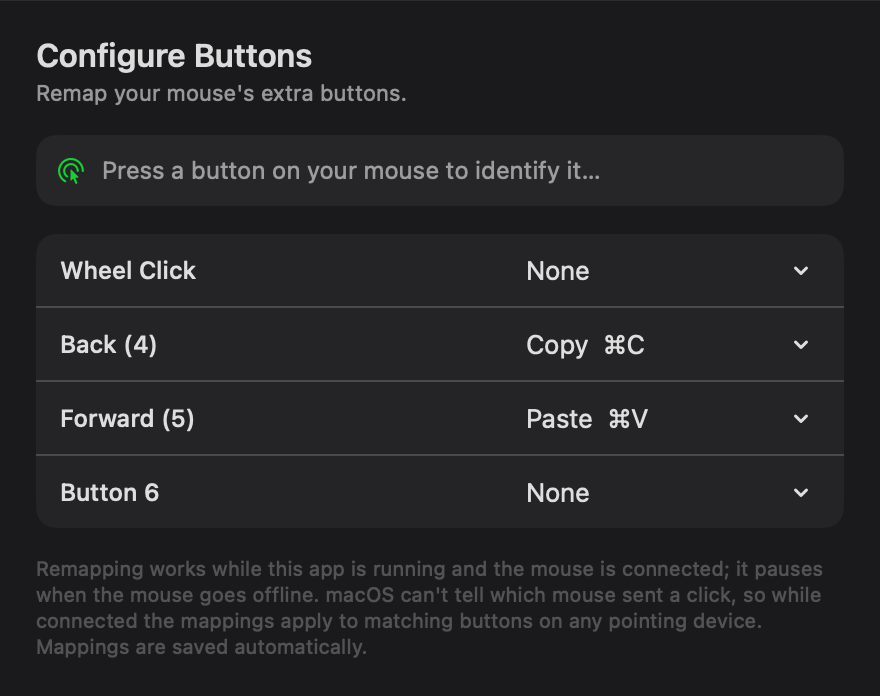 Configure Buttons
Remap your mouse's extra buttons.
Press a button on your mouse to identify it...
Wheel Click None
Back (4) Copy ⌘C
Forward (5) Paste ⌘V
Button 6 None
Remapping works while this app is running and the mouse is connected; it pauses
when the mouse goes offline. macOS can't tell which mouse sent a click, so while
connected the mappings apply to matching buttons on any pointing device.
Mappings are saved automatically.